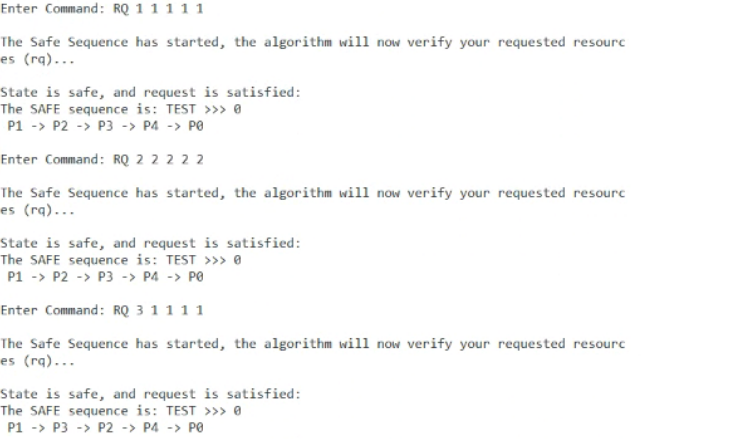 Enter Command: RQ 1 1 1 1 1
The Safe Sequence has started, the algorithm will now verify your requested resourc
es (rq)...
State is safe, and request is satisfied:
The SAFE sequence is: TEST >>> 0
P1 -> P2 -> P3 -> P4 -> P0
Enter Command: RQ 2 2 2 2 2
The Safe Sequence has started, the algorithm will now verify your requested resourc
es (rq)...
State is safe, and request is satisfied:
The SAFE sequence is: TEST >>> 0
P1 -> P2 -> P3 -> P4 -> P0
Enter Command: RQ 3 1 1 1 1
The Safe Sequence has started, the algorithm will now verify your requested resourc
es (rq)...
State is safe, and request is satisfied:
The SAFE sequence is: TEST >>> 0
P1 -> P3 -> P2 -> P4 -> P0